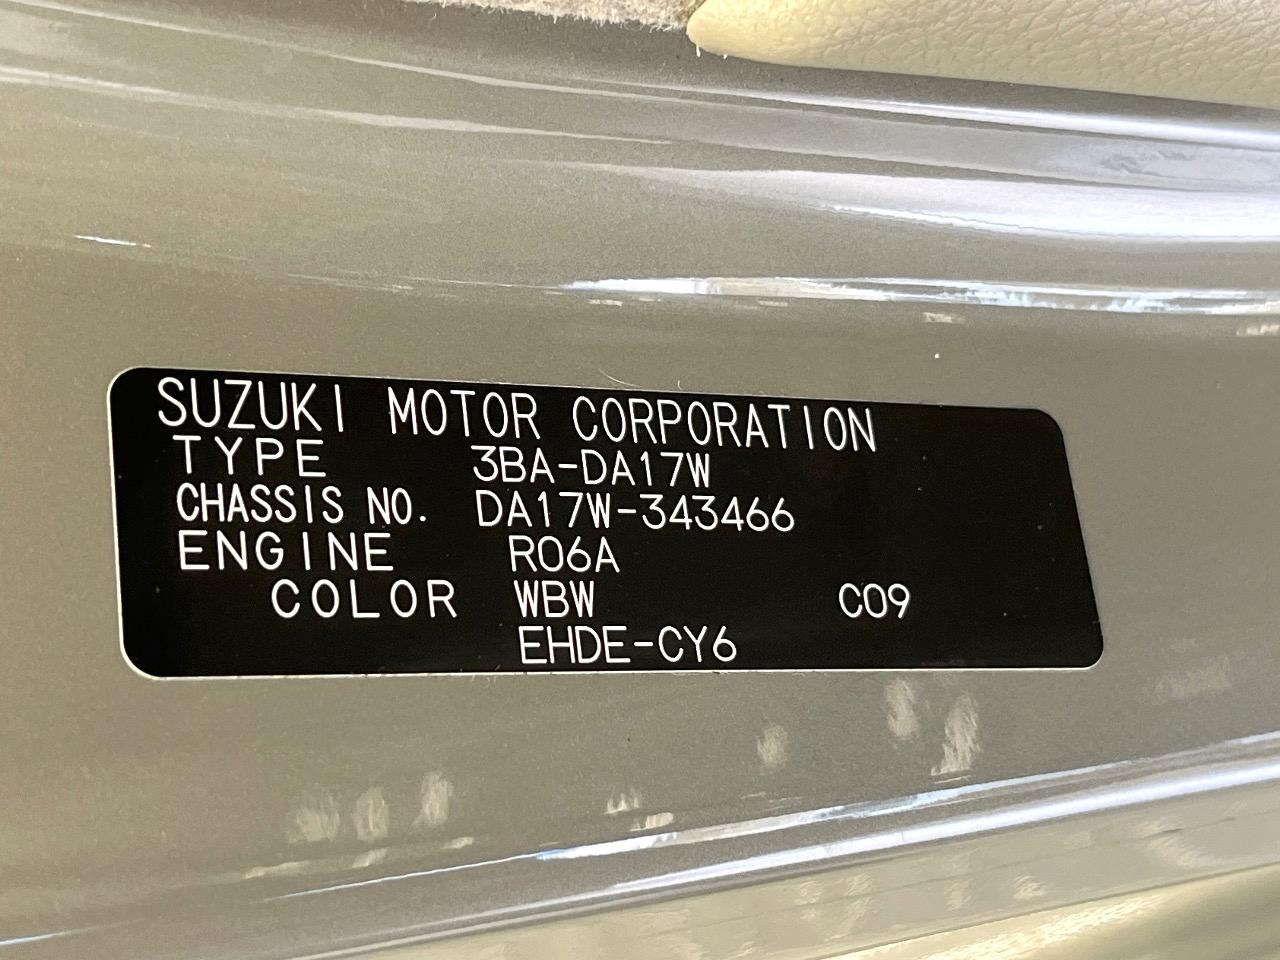 SUZUKI MOTOR CORPORATION
TYPE 3BA-DA17W
CHASSIS NO. DA17W-343466
ENGINE R06A
COLOR WBW C09
EHDE-CY6